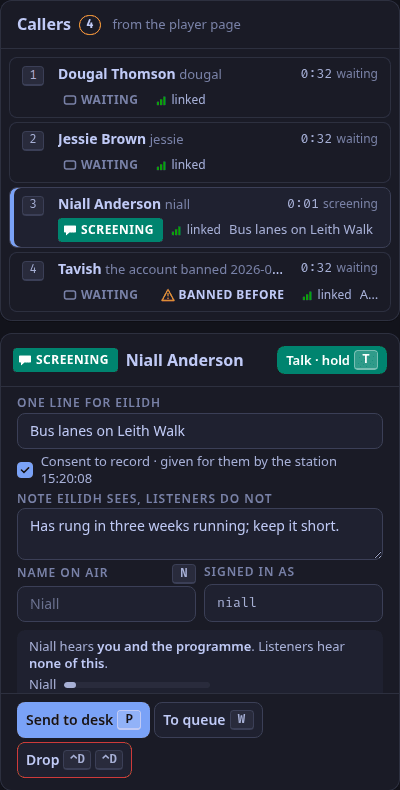 Callers 4 from the player page
1 Dougal Thomson dougal 0:32 waiting
WAITING linked
2 Jessie Brown jessie 0:32 waiting
WAITING linked
3 Niall Anderson niall 0:01 screening
SCREENING linked Bus lanes on Leith Walk
4 Tavish the account banned 2026-0… 0:32 waiting
WAITING BANNED BEFORE linked A…
SCREENING Niall Anderson Talk · hold T
ONE LINE FOR EILIDH
Bus lanes on Leith Walk
Consent to record · given for them by the station
15:20:08
NOTE EILIDH SEES, LISTENERS DO NOT
Has rung in three weeks running; keep it short.
NAME ON AIR N SIGNED IN AS
Niall niall
Niall hears you and the programme. Listeners hear
none of this.
Niall
Send to desk P To queue W
Drop ^D ^D